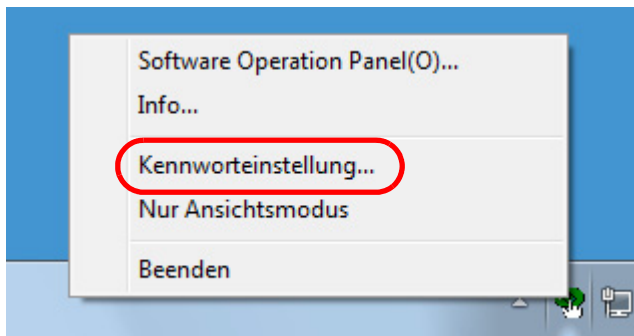 Software Operation Panel(O)...
Info...
Kennworteinstellung...
Nur Ansichtsmodus
Beenden